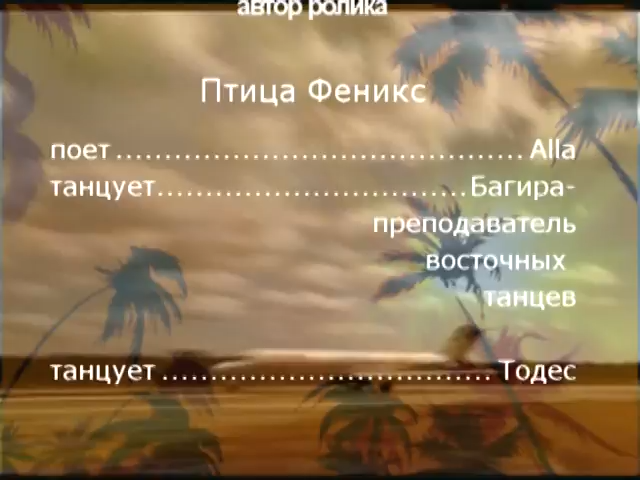 автор ролика
Птица Феникс
поет.......................................... Alla
танцует................................Багира-
преподаватель
восточных
танцев
танцует .................................. Тодес